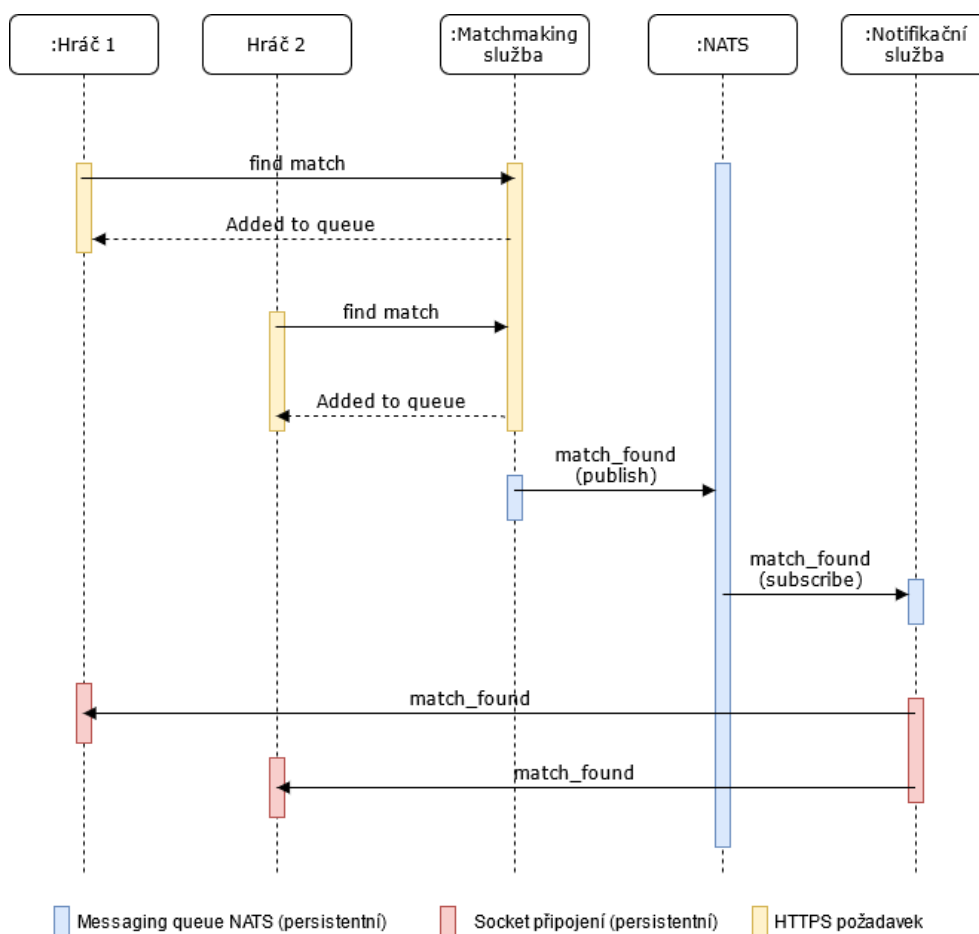 :Hráč 1
Hráč 2
:Matchmaking
služba
:NATS
:Notifikační
služba
find match
Added to queue
find match
Added to queue
match_found
(publish)
match_found
(subscribe)
match_found
match_found
Messaging queue NATS (persistentní)
Socket připojení (persistentní)
HTTPS požadavek